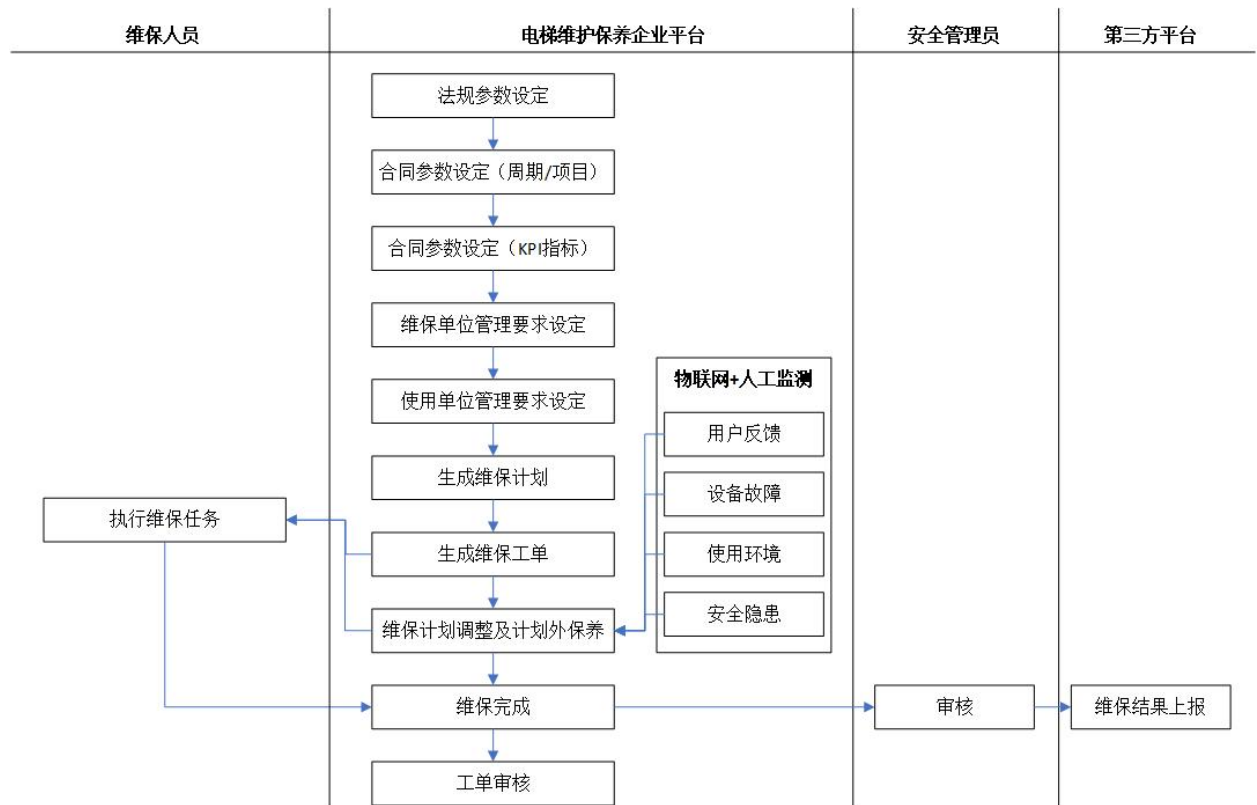 维保人员
电梯维护保养企业平台
安全管理员
第三方平台
法规参数设定
合同参数设定（周期/项目）
合同参数设定（KPI指标）
维保单位管理要求设定
使用单位管理要求设定
生成维保计划
生成维保工单
维保计划调整及计划外保养
维保完成
工单审核
执行维保任务
物联网+人工监测
用户反馈
设备故障
使用环境
安全隐患
审核
维保结果上报